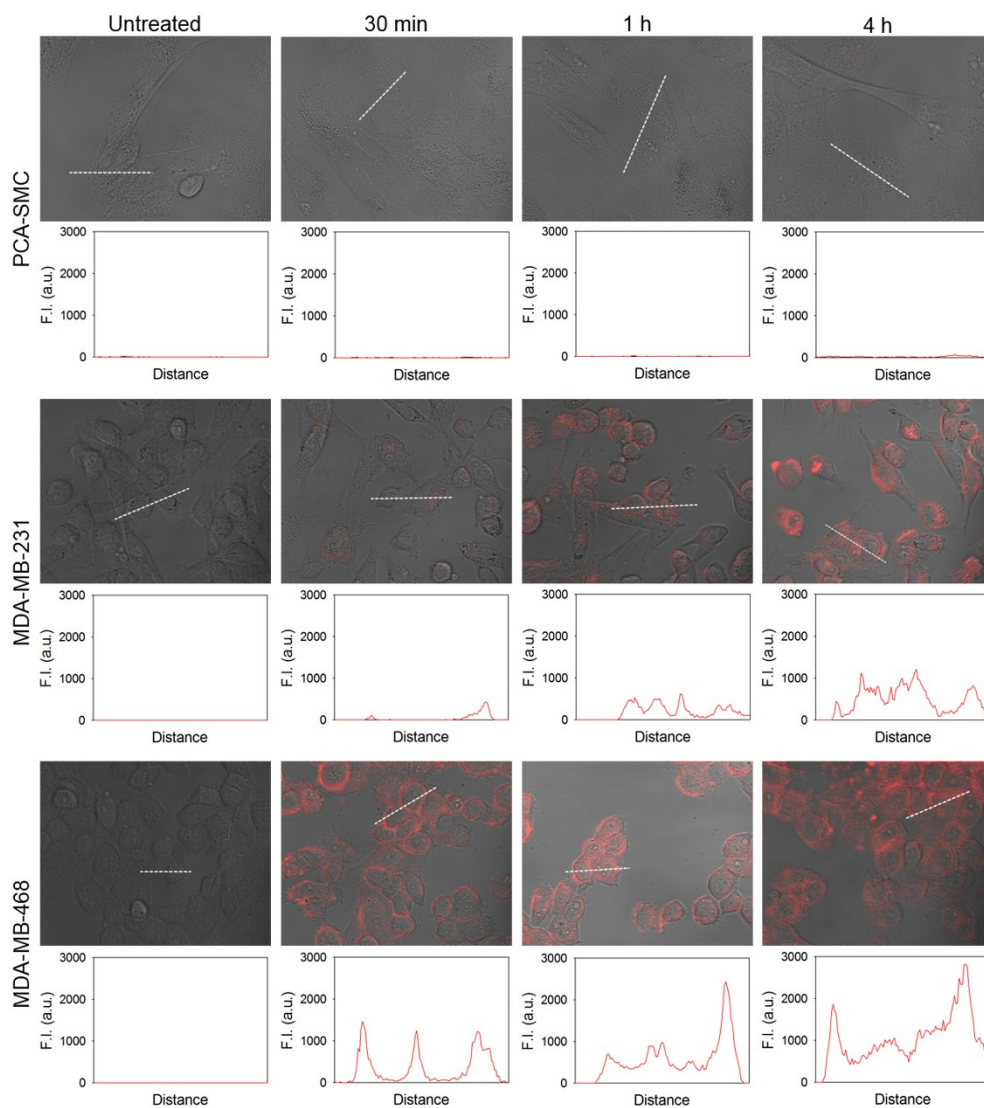 Untreated 30 min 1 h 4 h
PCA-SMC
3000 3000 3000 3000
2000 2000 2000 2000
1000 1000 1000 1000
0 0 0 0
F.I. (a.u.) F.I. (a.u.) F.I. (a.u.) F.I. (a.u.)
Distance Distance Distance Distance
MDA-MB-231
3000 3000 3000 3000
2000 2000 2000 2000
1000 1000 1000 1000
0 0 0 0
F.I. (a.u.) F.I. (a.u.) F.I. (a.u.) F.I. (a.u.)
Distance Distance Distance Distance
MDA-MB-468
3000 3000 3000 3000
2000 2000 2000 2000
1000 1000 1000 1000
0 0 0 0
F.I. (a.u.) F.I. (a.u.) F.I. (a.u.) F.I. (a.u.)
Distance Distance Distance Distance